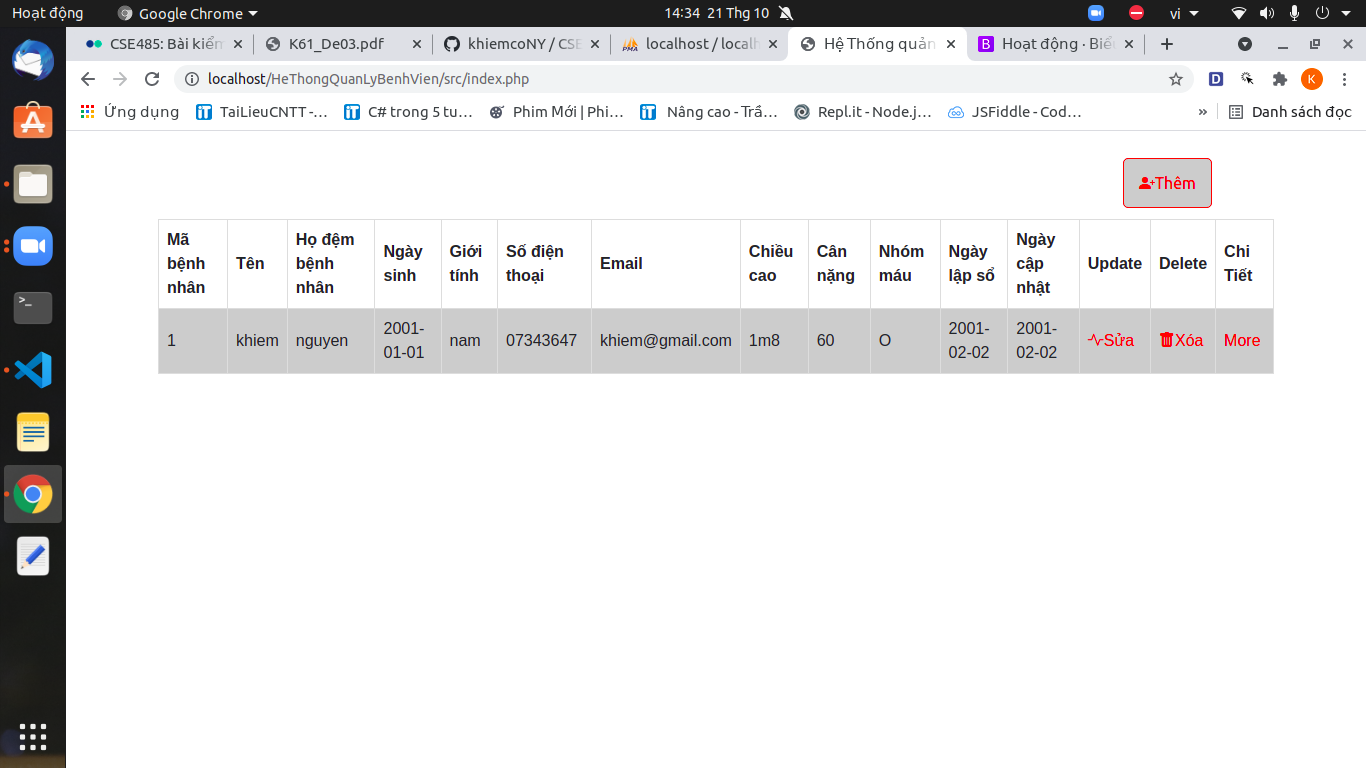 Hoạt động
Google Chrome
14:34 21 Thg 10
vi
CSE485: Bài kiểm
K61_De03.pdf
khiemcoNY / CSE
localhost / localh
Hệ Thống quản
Hoạt động · Biểu
localhost/HeThongQuanLyBenhVien/src/index.php
K
Ứng dụng
TaiLieuCNTT -...
C# trong 5 tu...
Phim Mới | Phi...
Nâng cao - Trầ...
Repl.it - Node.j...
JSFiddle - Cod...
»
Danh sách đọc
Thêm
Mã bệnh nhân
Tên
Họ đệm bệnh nhân
Ngày sinh
Giới tính
Số điện thoại
Email
Chiều cao
Cân nặng
Nhóm máu
Ngày lập sổ
Ngày cập nhật
Update
Delete
Chi Tiết
1
khiem
nguyen
2001-01-01
nam
07343647
khiem@gmail.com
1m8
60
O
2001-02-02
2001-02-02
Sửa
Xóa
More